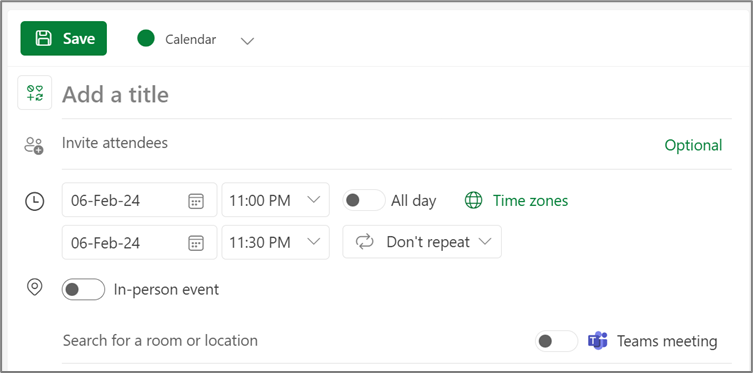 Save Calendar
Add a title
Invite attendees Optional
06-Feb-24 11:00 PM All day Time zones
06-Feb-24 11:30 PM Don't repeat
In-person event
Search for a room or location Teams meeting